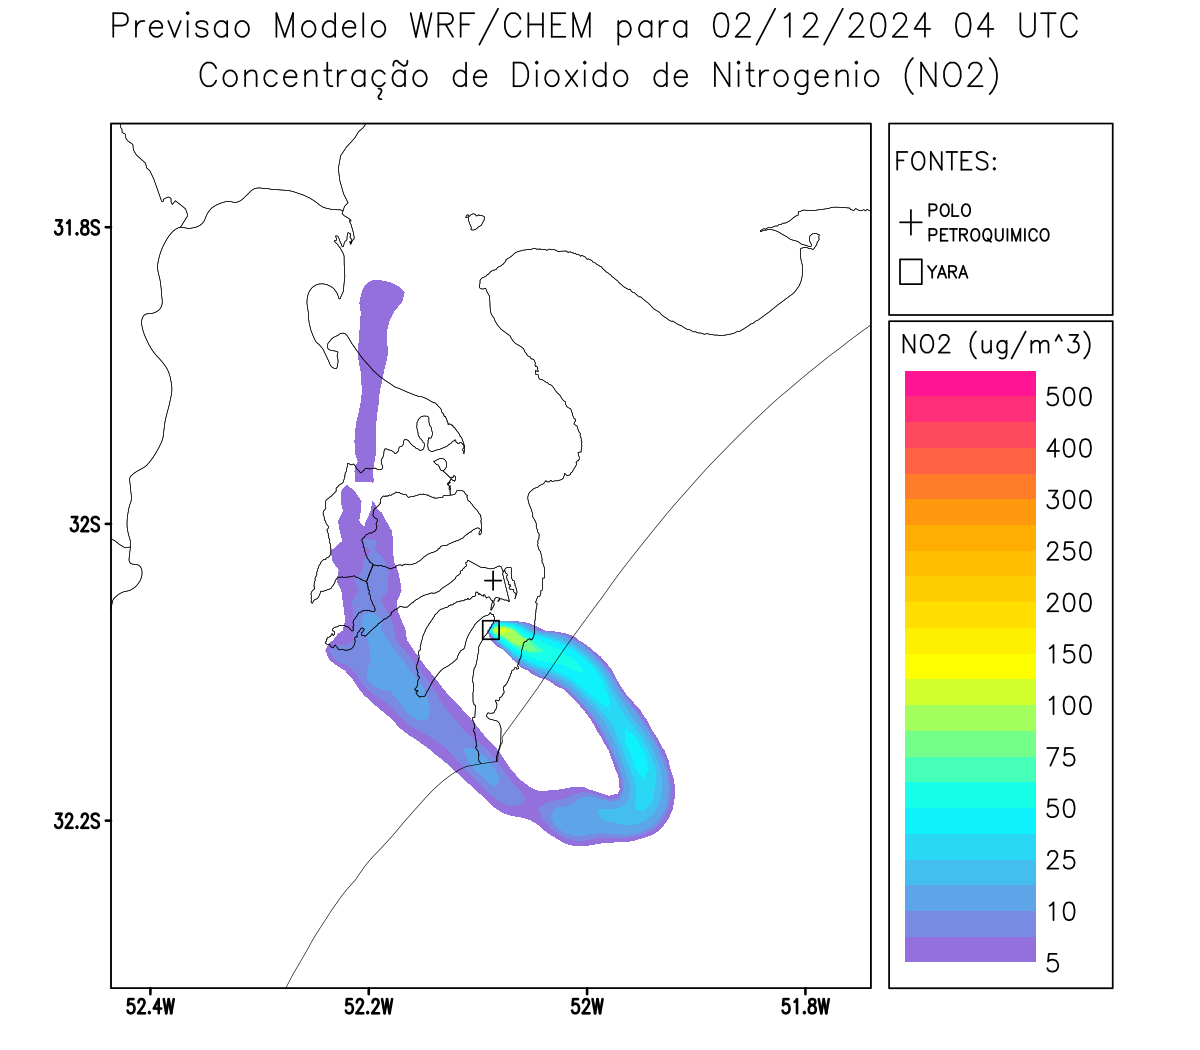 Previsao Modelo WRF/CHEM para 02/12/2024 04 UTC
Concentração de Dioxido de Nitrogenio (NO2)
FONTES:
POLO
PETROQUIMICO
YARA
31.8S
32S
32.2S
52.4W
52.2W
52W
51.8W
NO2 (ug/m^3)
500
400
300
250
200
150
100
75
50
25
10
5